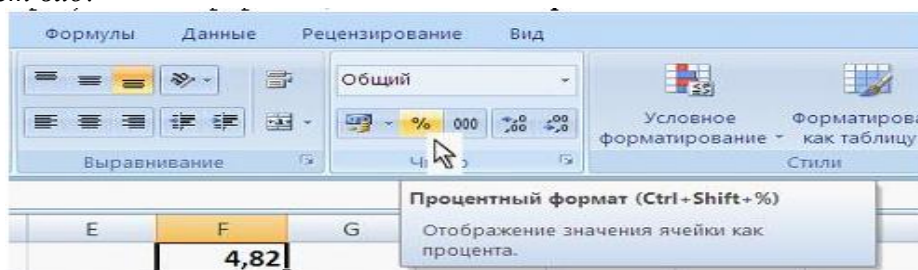 Формулы Данные Рецензирование Вид
Общий
% 000
Условное форматирование
Форматирова
как таблицу
Выравнивание
Стили
Процентный формат (Ctrl+Shift+%)
Отображение значения ячейки как
процента.
E F G
4,82